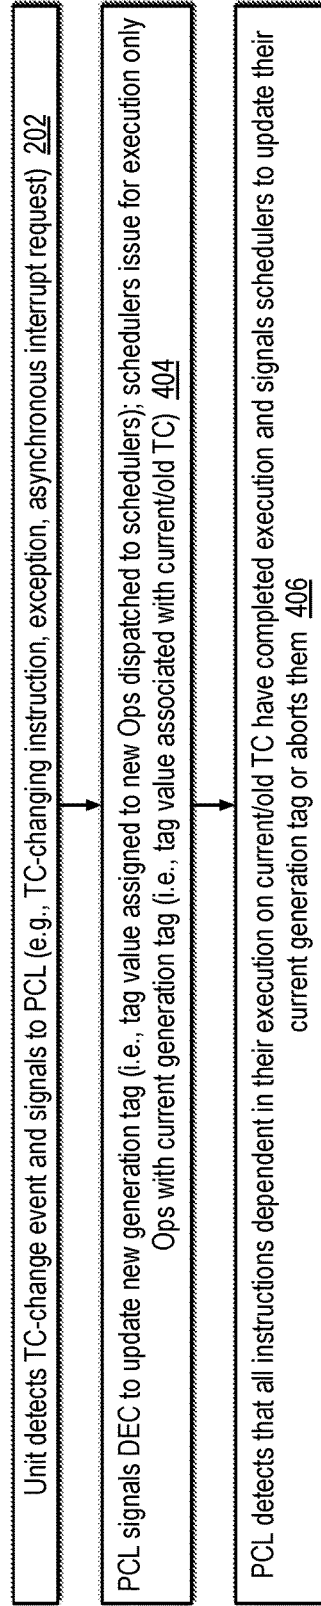 Unit detects TC-change event and signals to PCL (e.g., TC-changing instruction, exception, asynchronous interrupt request) 202
PCL signals DEC to update new generation tag (i.e., tag value assigned to new Ops dispatched to schedulers); schedulers issue for execution only
Ops with current generation tag (i.e., tag value associated with current/old TC) 404
PCL detects that all instructions dependent in their execution on current/old TC have completed execution and signals schedulers to update their
current generation tag or aborts them 406